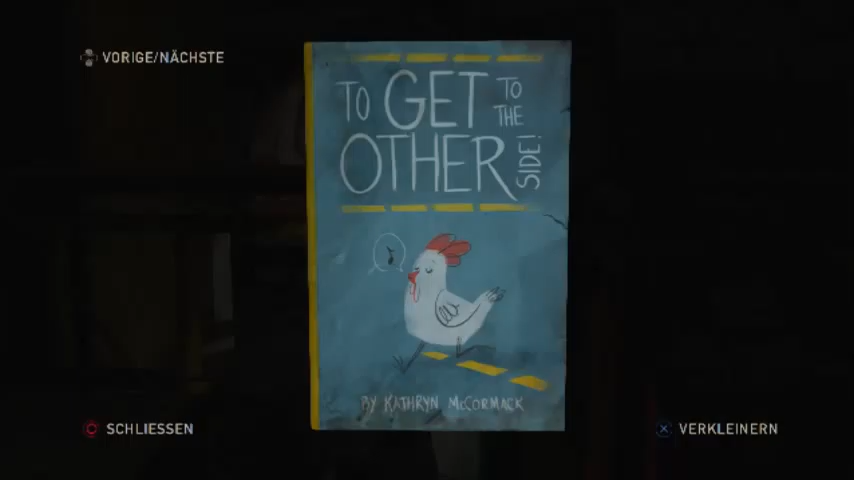 VORIGE/NÄCHSTE
TO GET TO THE
OTHER SIDE!
BY KATHRYN McCORMACK
SCHLIESSEN
VERKLEINERN